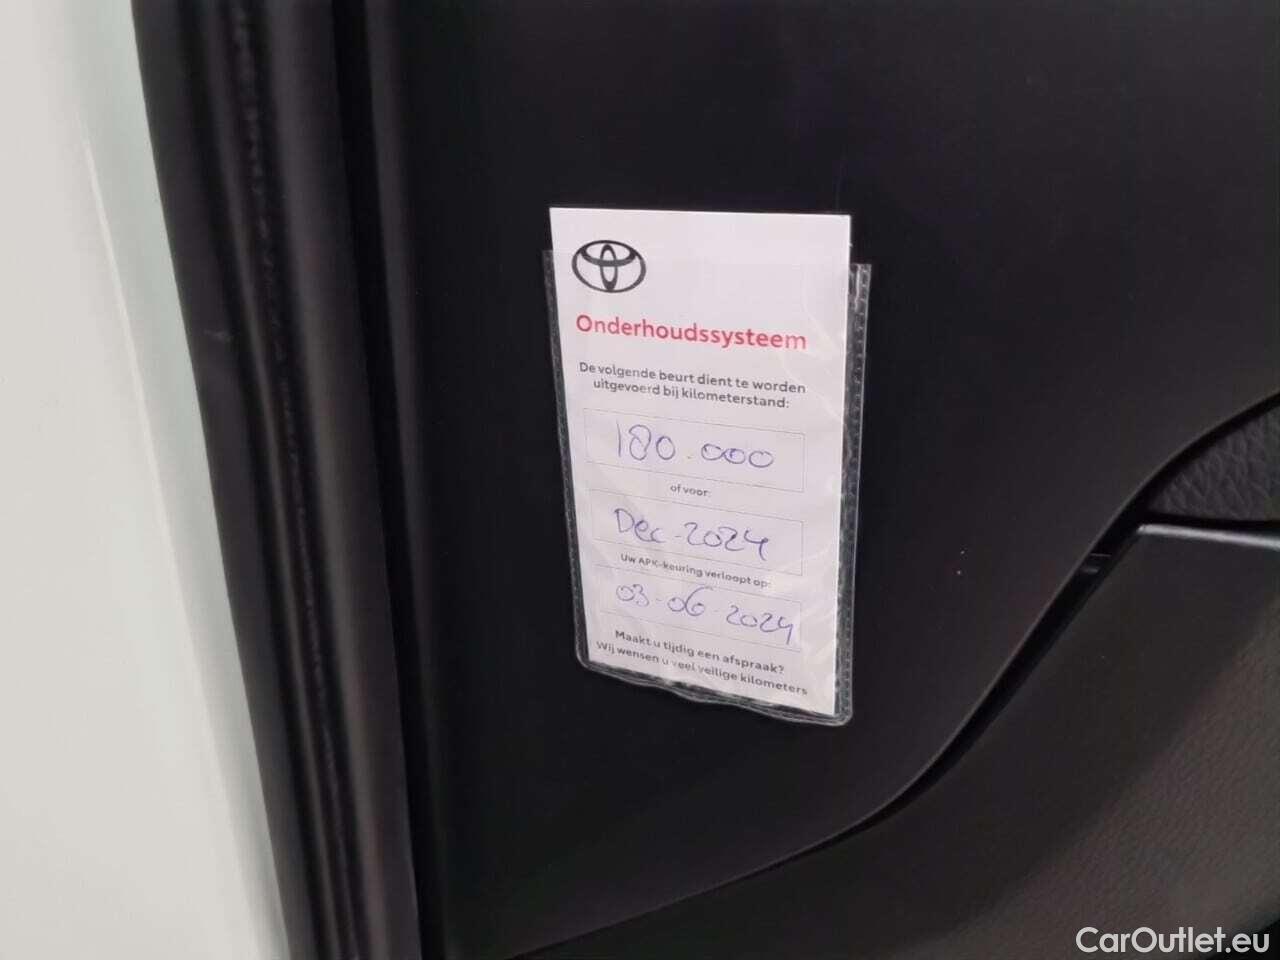 Onderhoudssysteem
De volgende beurt dient te worden
uitgevoerd bij kilometerstand:
180.000
of voor:
Dec-2024
Uw APK-keuring verloopt op:
03-06-2024
Maakt u tijdig een afspraak?
Wij wensen u veel veilige kilometers
CarOutlet.eu